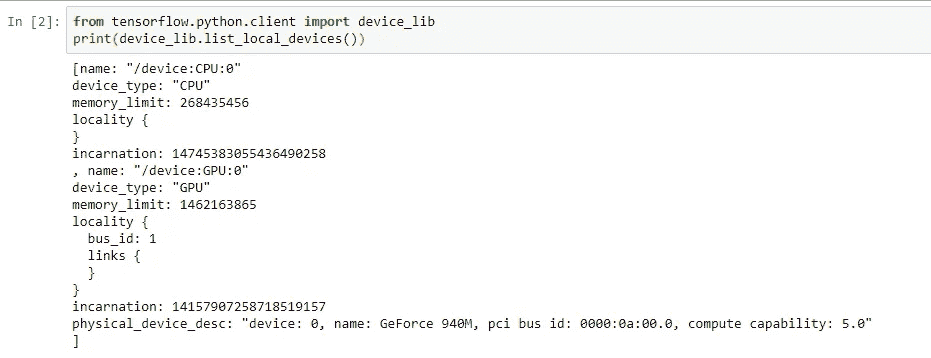 In [2]: from tensorflow.python.client import device_lib
print(device_lib.list_local_devices())
[name: "/device:CPU:0"
device_type: "CPU"
memory_limit: 268435456
locality {
}
incarnation: 14745383055436490258
, name: "/device:GPU:0"
device_type: "GPU"
memory_limit: 1462163865
locality {
  bus_id: 1
  links {
  }
}
incarnation: 14157907258718519157
physical_device_desc: "device: 0, name: GeForce 940M, pci bus id: 0000:0a:00.0, compute capability: 5.0"
]